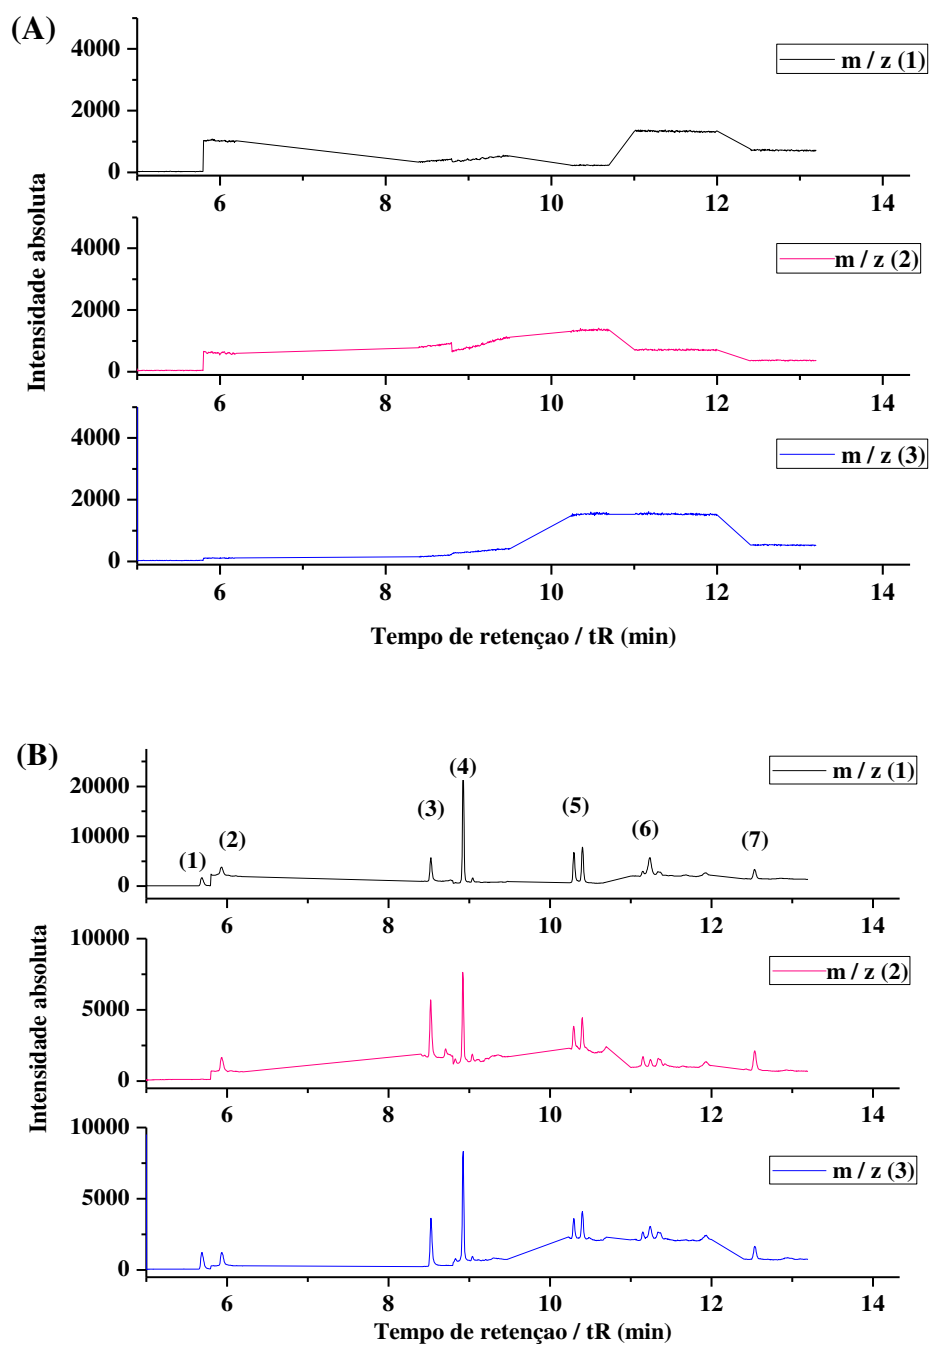 (A)
m / z (1)
4000
2000
0
6 8 10 12 14
m / z (2)
4000
2000
0
6 8 10 12 14
m / z (3)
4000
2000
0
6 8 10 12 14
Intensidade absoluta
Tempo de retençao / tR (min)
(B)
m / z (1)
(1) (2) (3) (4) (5) (6) (7)
20000
10000
0
6 8 10 12 14
m / z (2)
10000
5000
0
6 8 10 12 14
m / z (3)
10000
5000
0
6 8 10 12 14
Intensidade absoluta
Tempo de retençao / tR (min)